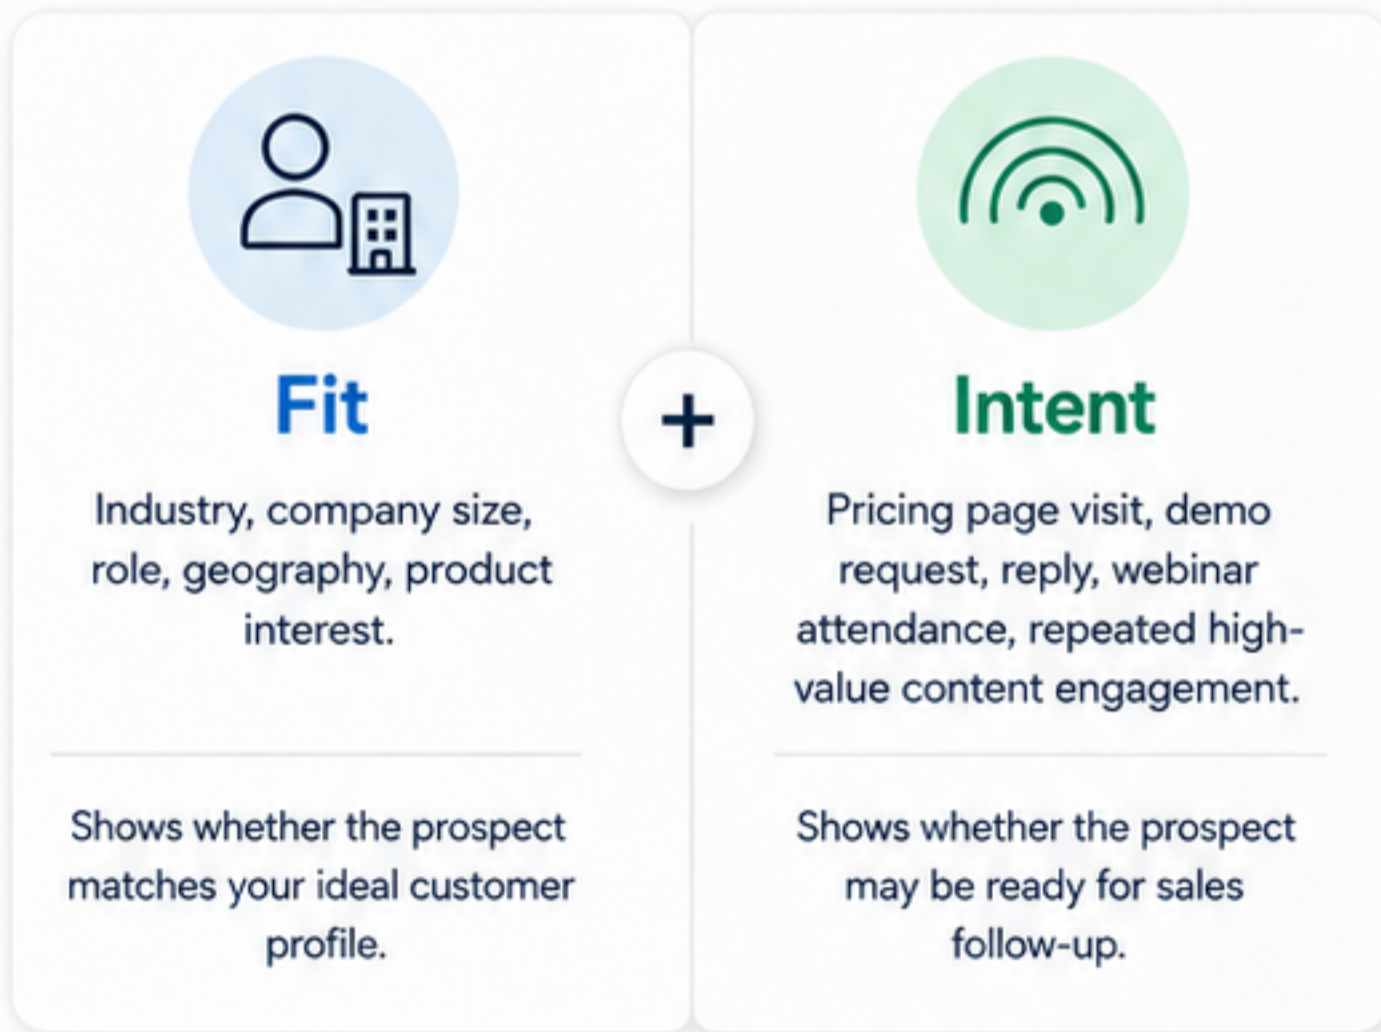 Fit
Industry, company size,
role, geography, product
interest.
Shows whether the prospect
matches your ideal customer
profile.
+
Intent
Pricing page visit, demo
request, reply, webinar
attendance, repeated high-
value content engagement.
Shows whether the prospect
may be ready for sales
follow-up.